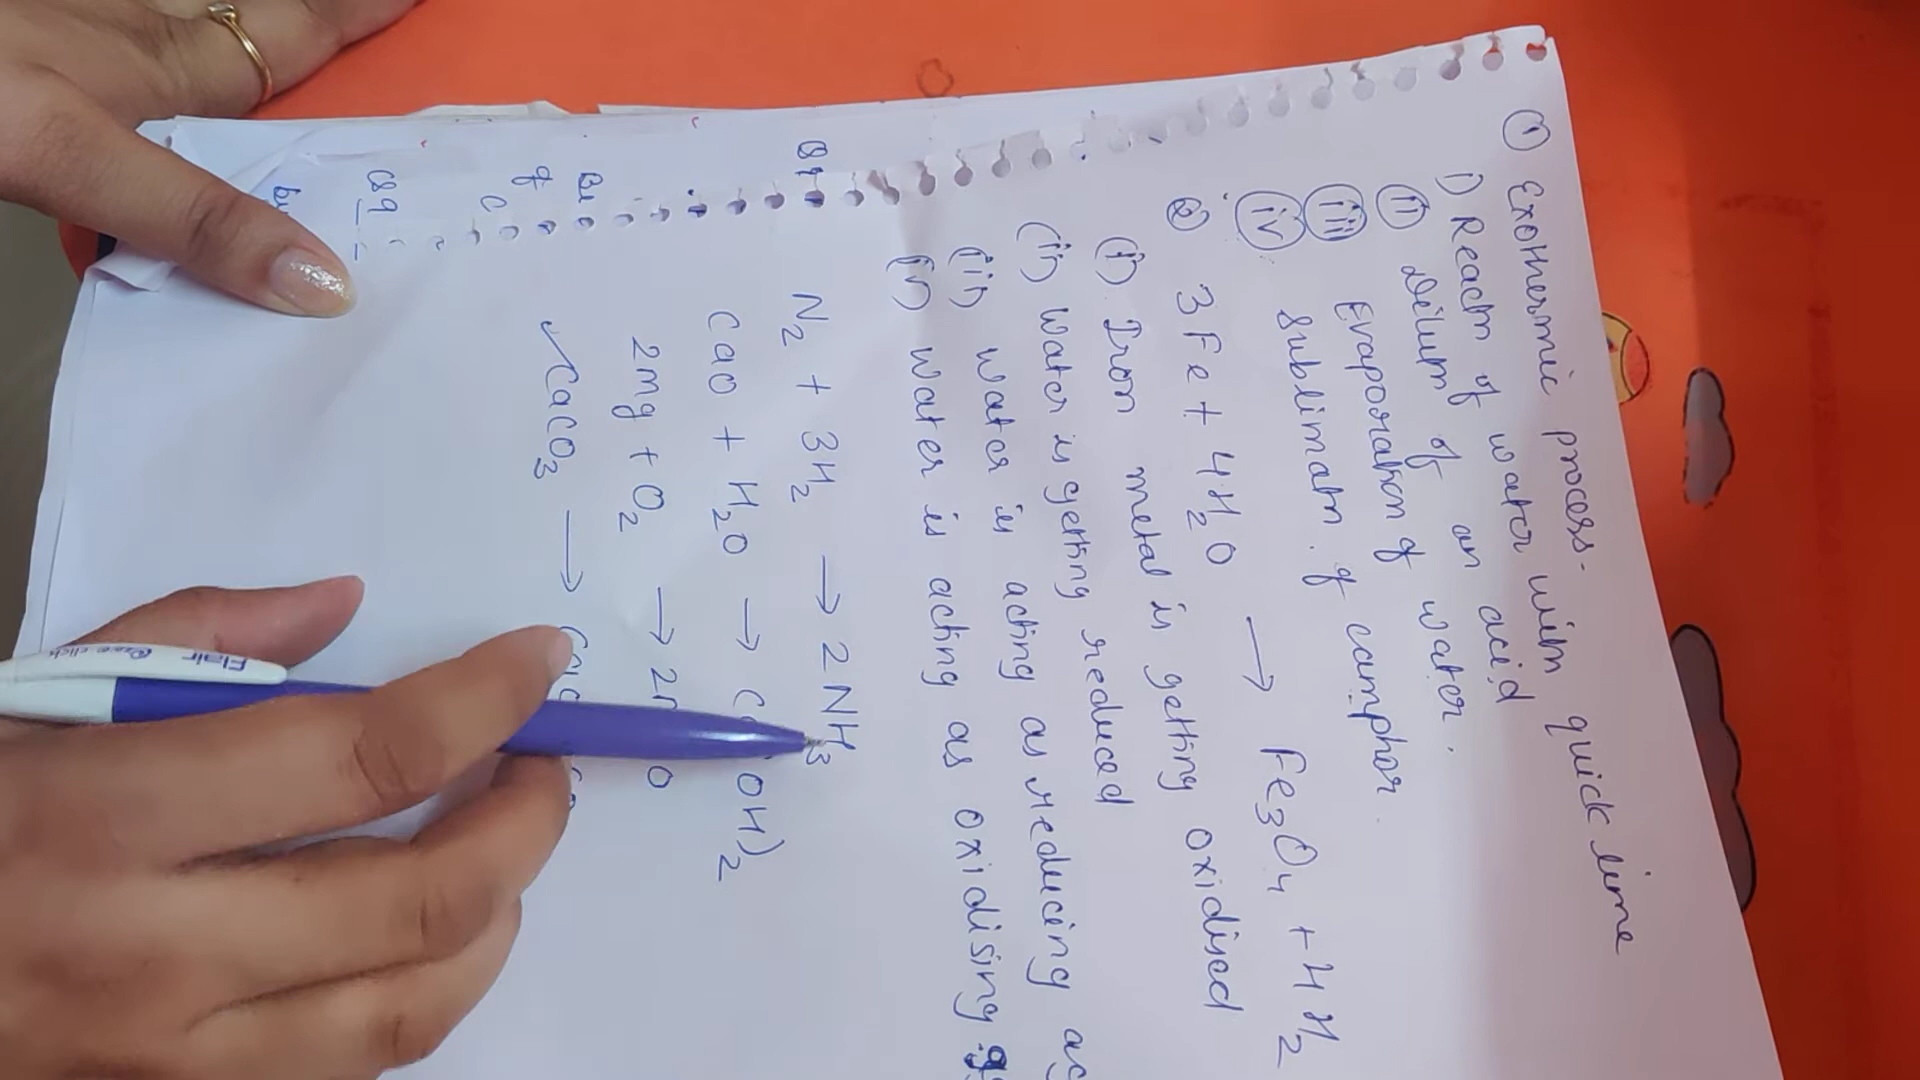 ① Exothermic process-
i) Reactn of water with quick lime
ii Dilutn of an acid
iii Evaporation of water.
iv Sublimatn. of camphor.
② 3Fe + 4H2O → Fe3O4 + 4H2
(i) Iron metal is getting oxidised
(ii) Water is getting reduced
(iii) water is acting as reducing ag
(iv) water is acting as oxidising ag
N2 + 3H2 → 2NH3
CaO + H2O → OH)2
2mg + O2 → O
✓CaCO3 →